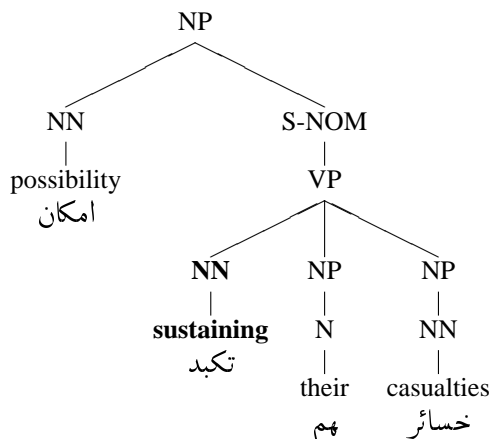 NP
NN S-NOM
possibility VP
امكان
NN NP NP
sustaining N NN
تكبد
their casualties
هم خسائر